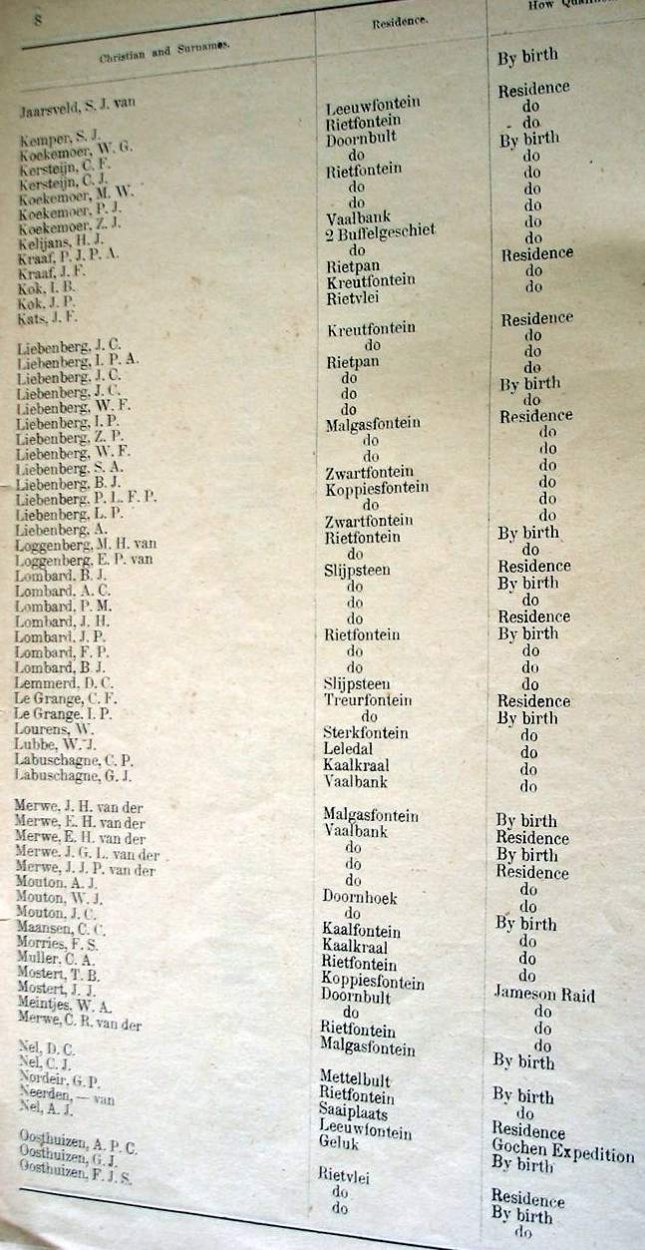 8
Christian and Surnames. Residence. How
Jaarsveld, S. J. van By birth
Kemper, S. J. Leeuwfontein Residence
Koekemoer, W. G. Rietfontein do
Kersteijn, C. F. Doornbult do
Kersteijn, C. J. do By birth
Koekemoer, M. W. Rietfontein do
Koekemoer, P. J. do do
Koekemoer, Z. J. do do
Kelijans, H. J. Vaalbank do
Kraaf, P. J. P. A. 2 Buffelgeschiet do
Kraaf, J. F. do do
Kok, I. B. Rietpan Residence
Kok, J. P. Kreutfontein do
Kats, J. F. Rietvlei do
Liebenberg, J. C. Kreutfontein Residence
Liebenberg, I. P. A. do do
Liebenberg, J. C. Rietpan do
Liebenberg, J. C. do do
Liebenberg, W. F. do By birth
Liebenberg, I. P. do do
Liebenberg, Z. P. Malgasfontein Residence
Liebenberg, W. F. do do
Liebenberg, S. A. do do
Liebenberg, B. J. Zwartfontein do
Liebenberg, P. L. F. P. Koppiesfontein do
Liebenberg, L. P. do do
Liebenberg, A. Zwartfontein do
Loggenberg, M. H. van Rietfontein By birth
Loggenberg, E. P. van do do
Lombard, B. J. Slijpsteen Residence
Lombard, A. C. do By birth
Lombard, P. M. do do
Lombard, J. H. do Residence
Lombard, J. P. Rietfontein By birth
Lombard, F. P. do do
Lombard, B J. do do
Lemmerd, D. C. Slijpsteen do
Le Grange, C. F. Treurfontein Residence
Le Grange, I. P. do By birth
Lourens, W. Sterkfontein do
Lubbe, W. J. Leledal do
Labuschagne, C. P. Kaalkraal do
Labuschagne, G. J. Vaalbank do
Merwe, J. H. van der Malgasfontein By birth
Merwe, E. H. van der Vaalbank Residence
Merwe, E. H. van der do By birth
Merwe, J. G. L. van der do Residence
Merwe, J. J. P. van der do do
Mouton, A. J. Doornhoek do
Mouton, W. J. do By birth
Mouton, J. C. Kaalfontein do
Maansen, C. C. Kaalkraal do
Morries, F. S. Rietfontein do
Muller, C. A. Koppiesfontein Jameson Raid
Mostert, T. B. Doornbult do
Mostert, J. J. do do
Meintjes, W. A. Rietfontein do
Merwe, C. R. van der Malgasfontein By birth
Nel, D. C. Mettelbult By birth
Nel, C. J. Rietfontein do
Nordeir, G. P. Saaiplaats Residence
Neerden, — van Leeuwfontein Gochen Expedition
Nel, A. J. Geluk By birth
Oosthuizen, A. P. C. Rietvlei Residence
Oosthuizen, G. J. do By birth
Oosthuizen, F. J. S. do do